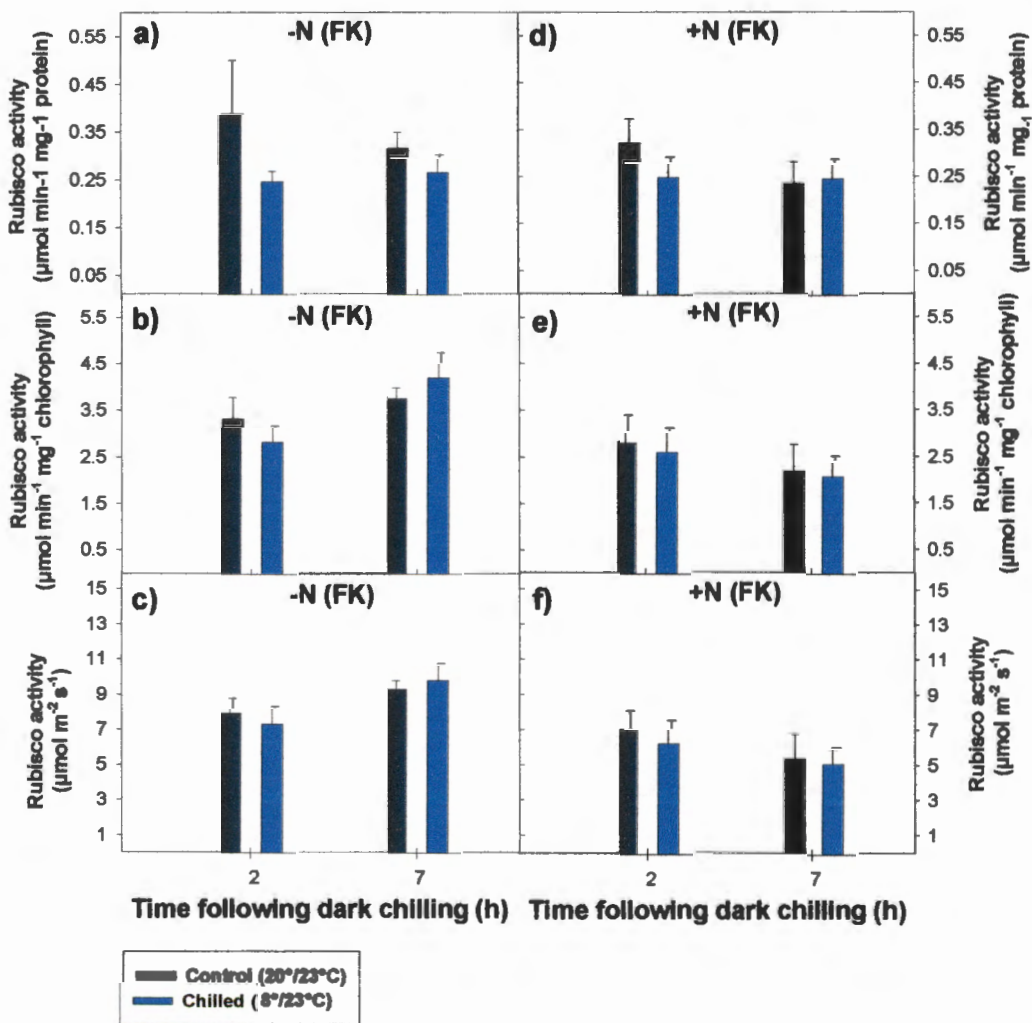 a)
-N (FK)
0.55
0.45
0.35
0.25
0.15
0.05
Rubisco activity
(µmol min-1 mg-1 protein)
d)
+N (FK)
0.55
0.45
0.35
0.25
0.15
0.05
Rubisco activity
(µmol min⁻¹ mg₋₁ protein)
b)
-N (FK)
5.5
4.5
3.5
2.5
1.5
0.5
Rubisco activity
(µmol min⁻¹ mg⁻¹ chlorophyll)
e)
+N (FK)
5.5
4.5
3.5
2.5
1.5
0.5
Rubisco activity
(µmol min⁻¹ mg⁻¹ chlorophyll)
c)
-N (FK)
15
13
11
9
7
5
3
1
Rubisco activity
(µmol m⁻² s⁻¹)
f)
+N (FK)
15
13
11
9
7
5
3
1
Rubisco activity
(µmol m⁻² s⁻¹)
2 7
2 7
Time following dark chilling (h)
Time following dark chilling (h)
Control (20°/23°C)
Chilled (8°/23°C)